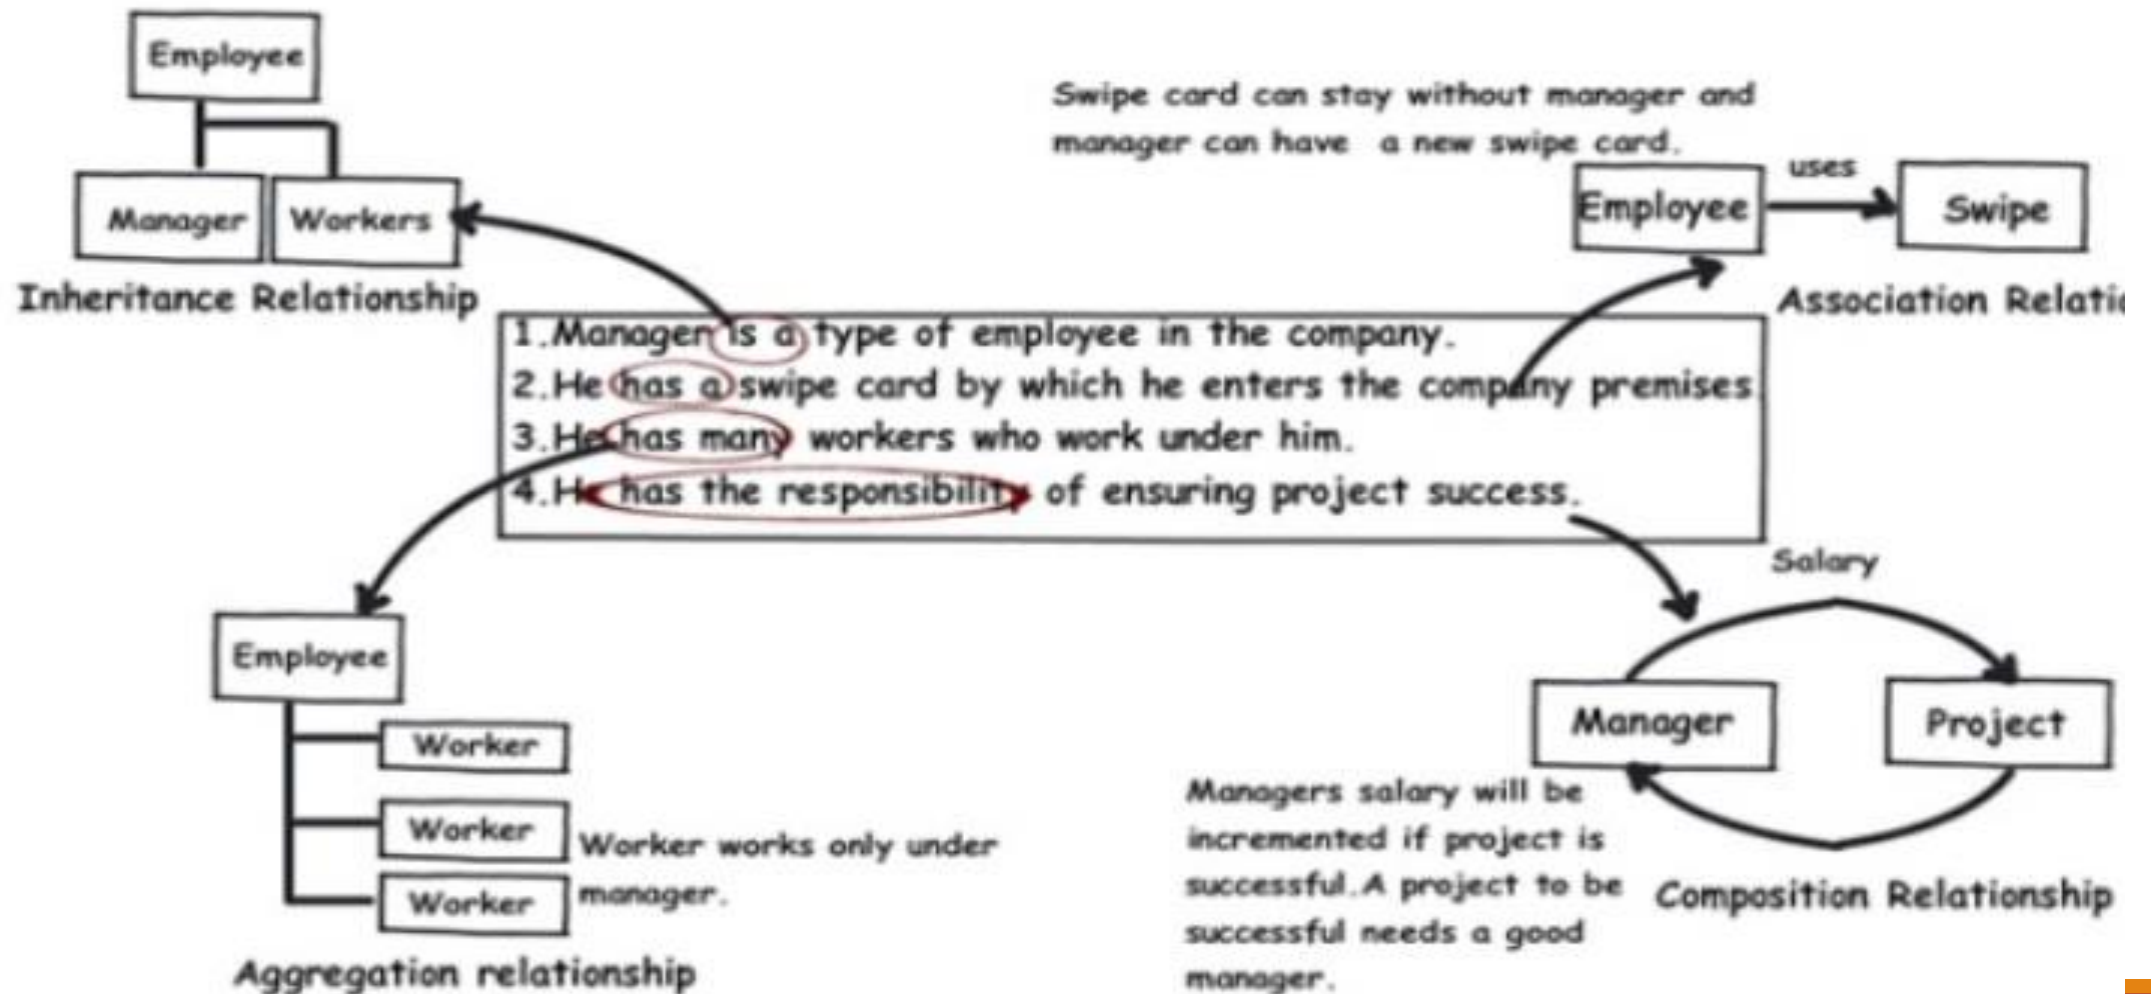 Employee
Manager
Workers
Inheritance Relationship
Swipe card can stay without manager and
manager can have a new swipe card.
Employee
uses
Swipe
Association Relatio
1.Manager is a type of employee in the company.
2.He has a swipe card by which he enters the company premises
3.He has many workers who work under him.
4.He has the responsibility of ensuring project success.
Employee
Worker
Worker
Worker
Worker works only under
manager.
Aggregation relationship
Salary
Manager
Project
Managers salary will be
incremented if project is
successful.A project to be
successful needs a good
manager.
Composition Relationship